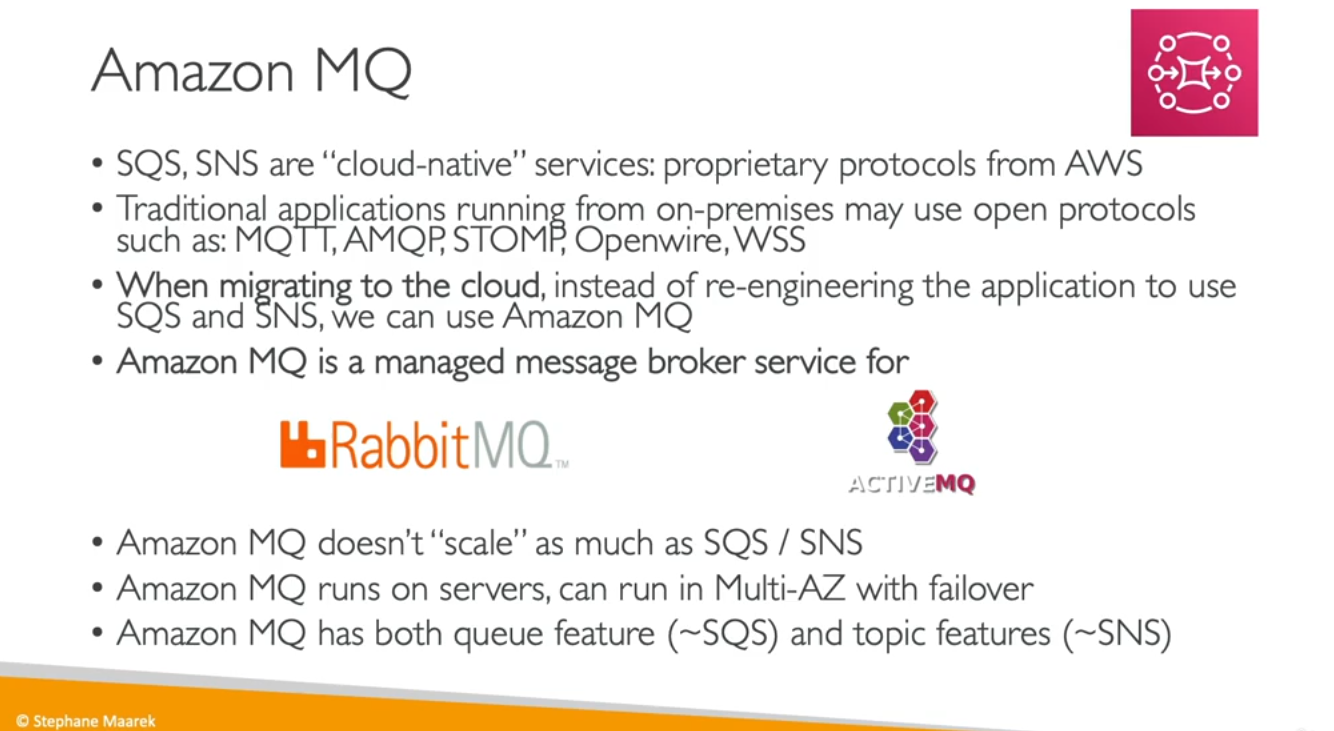 Amazon MQ
• SQS, SNS are “cloud-native” services: proprietary protocols from AWS
• Traditional applications running from on-premises may use open protocols
such as: MQTT, AMQP, STOMP, Openwire, WSS
• When migrating to the cloud, instead of re-engineering the application to use
SQS and SNS, we can use Amazon MQ
• Amazon MQ is a managed message broker service for
RabbitMQ™
ACTIVEMQ
• Amazon MQ doesn’t “scale” as much as SQS / SNS
• Amazon MQ runs on servers, can run in Multi-AZ with failover
• Amazon MQ has both queue feature (~SQS) and topic features (~SNS)
© Stephane Maarek